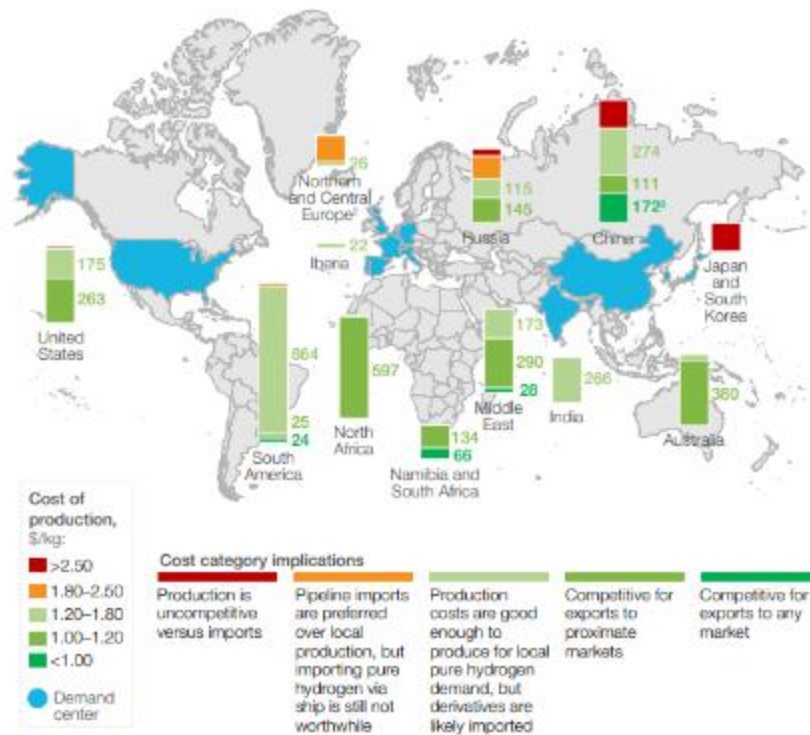 26
Northern
and Central
Europe
115
145
Russia
274
111
172
China
22
Iberia
Japan
and
South
Korea
175
263
United
States
864
25
24
South
America
597
North
Africa
173
290
28
Middle
East
266
India
Australia
134
66
Namibia and
South Africa
Cost of
production,
$/kg:
>2.50
1.80–2.50
1.20–1.80
1.00–1.20
<1.00
Demand
center
Cost category implications
Production is
uncompetitive
versus imports
Pipeline imports
are preferred
over local
production, but
importing pure
hydrogen via
ship is still not
worthwhile
Production
costs are good
enough to
produce for local
pure hydrogen
demand, but
derivatives are
likely imported
Competitive for
exports to
proximate
markets
Competitive for
exports to any
market